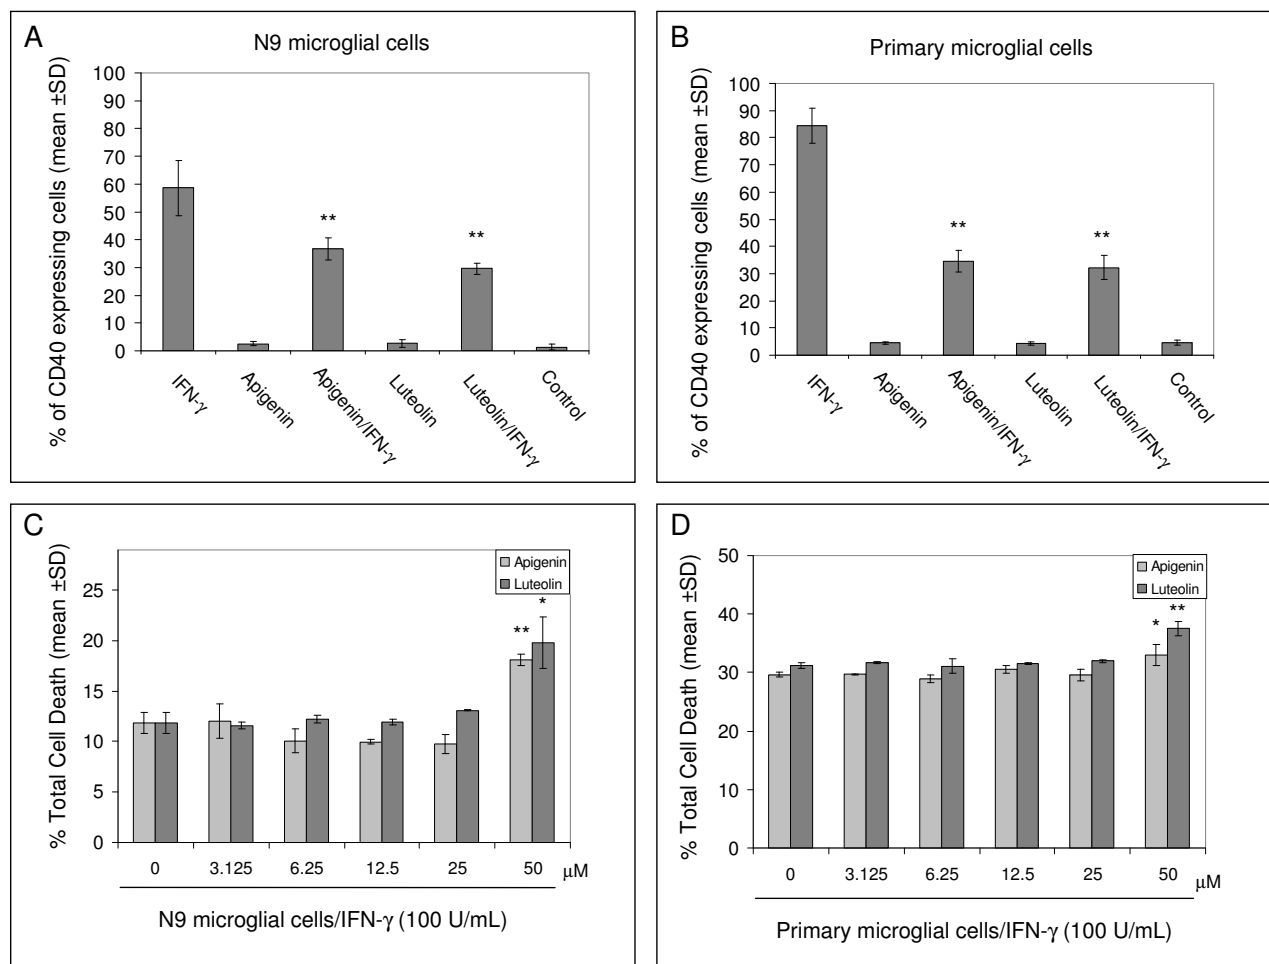 A
N9 microglial cells
% of CD40 expressing cells (mean ±SD)
100
90
80
70
60
50
40
30
20
10
0
**
**
IFN-γ
Apigenin
Apigenin/IFN-γ
Luteolin
Luteolin/IFN-γ
Control
B
Primary microglial cells
% of CD40 expressing cells (mean ±SD)
100
90
80
70
60
50
40
30
20
10
0
**
**
IFN-γ
Apigenin
Apigenin/IFN-γ
Luteolin
Luteolin/IFN-γ
Control
C
% Total Cell Death (mean ±SD)
25
20
15
10
5
0
Apigenin
Luteolin
**
*
0 3.125 6.25 12.5 25 50 μM
N9 microglial cells/IFN-γ (100 U/mL)
D
% Total Cell Death (mean ±SD)
50
40
30
20
10
0
Apigenin
Luteolin
*
**
0 3.125 6.25 12.5 25 50 μM
Primary microglial cells/IFN-γ (100 U/mL)